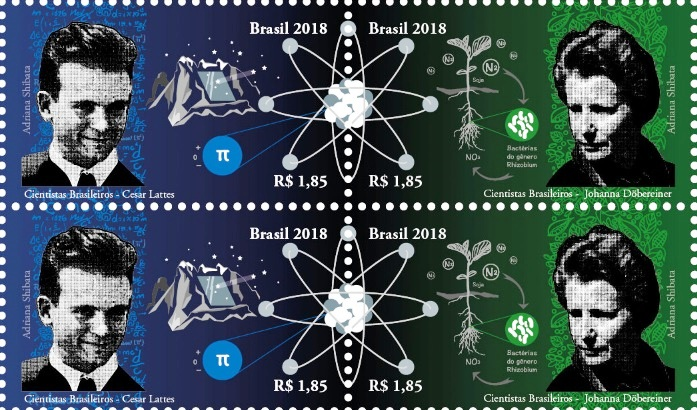 Brasil 2018
Brasil 2018
Adriana Shibata
N₂
N₂
N₂
Soja
Adriana Shibata
+
0
−
π
Bactérias
do gênero
Rhizobium
NO₃
R$ 1,85
R$ 1,85
Cientistas Brasileiros - Cesar Lattes
Cientistas Brasileiros - Johanna Döbereiner
Brasil 2018
Brasil 2018
Adriana Shibata
N₂
N₂
N₂
Soja
Adriana Shibata
+
0
−
π
Bactérias
do gênero
Rhizobium
NO₃
R$ 1,85
R$ 1,85
Cientistas Brasileiros - Cesar Lattes
Cientistas Brasileiros - Johanna Döbereiner